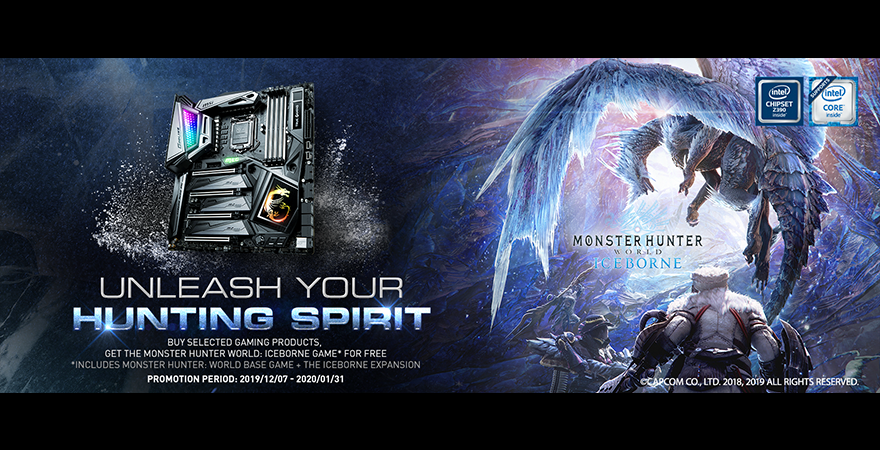 UNLEASH YOUR
HUNTING SPIRIT
BUY SELECTED GAMING PRODUCTS,
GET THE MONSTER HUNTER WORLD: ICEBORNE GAME* FOR FREE
*INCLUDES MONSTER HUNTER: WORLD BASE GAME + THE ICEBORNE EXPANSION
PROMOTION PERIOD: 2019/12/07 - 2020/01/31
intel
CHIPSET
Z390
inside
SUPPORTS
intel
CORE
inside
MONSTER HUNTER
WORLD
ICEBORNE
©CAPCOM CO., LTD. 2018, 2019 ALL RIGHTS RESERVED.